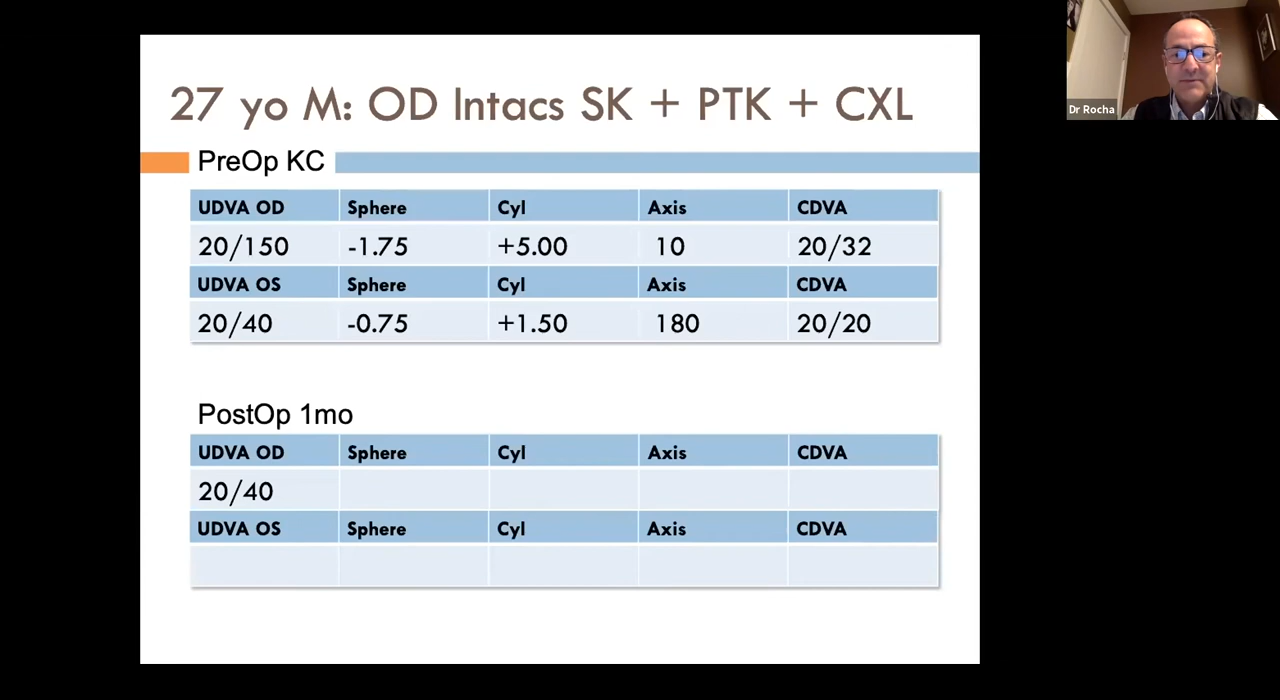 27 yo M: OD Intacs SK + PTK + CXL
PreOp KC
UDVA OD Sphere Cyl Axis CDVA
20/150 -1.75 +5.00 10 20/32
UDVA OS Sphere Cyl Axis CDVA
20/40 -0.75 +1.50 180 20/20
PostOp 1mo
UDVA OD Sphere Cyl Axis CDVA
20/40
UDVA OS Sphere Cyl Axis CDVA
Dr Rocha